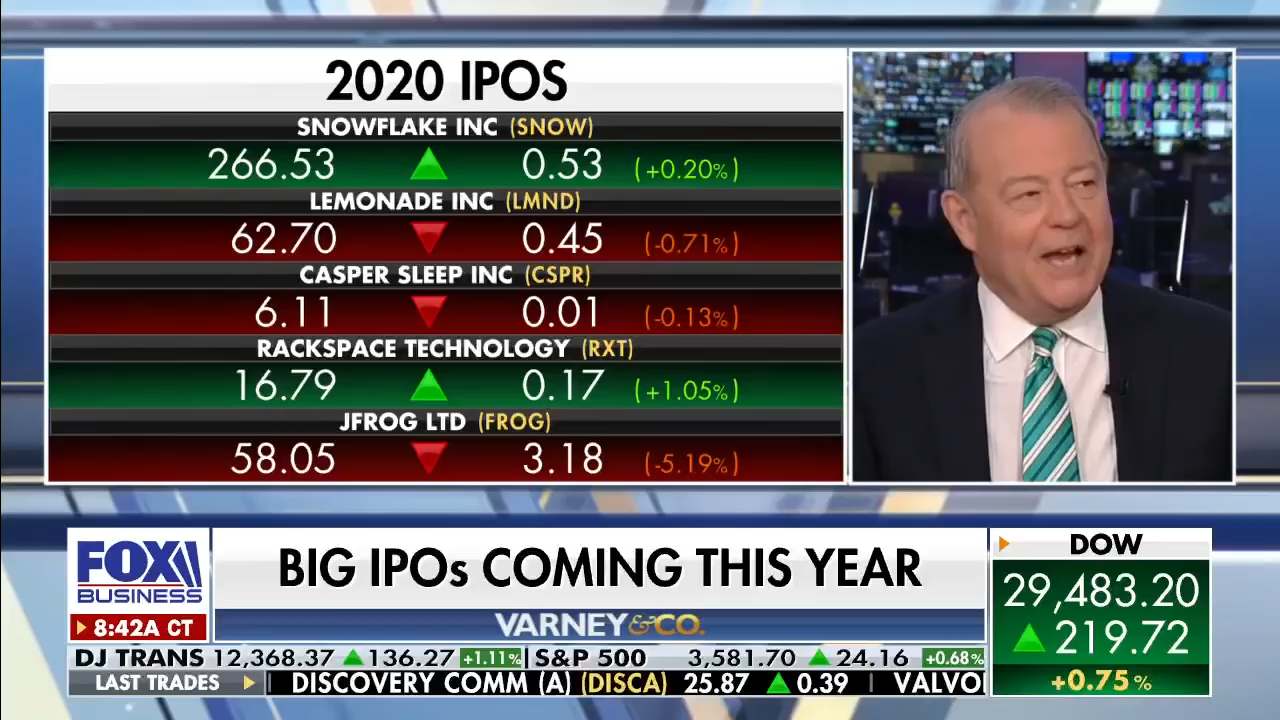 2020 IPOS
SNOWFLAKE INC (SNOW)
266.53 ▲ 0.53 (+0.20%)
LEMONADE INC (LMND)
62.70 ▼ 0.45 (-0.71%)
CASPER SLEEP INC (CSPR)
6.11 ▼ 0.01 (-0.13%)
RACKSPACE TECHNOLOGY (RXT)
16.79 ▲ 0.17 (+1.05%)
JFROG LTD (FROG)
58.05 ▼ 3.18 (-5.19%)
FOX
BUSINESS
8:42A CT
BIG IPOs COMING THIS YEAR
VARNEY & CO.
DOW
29,483.20
▲ 219.72
+0.75%
DJ TRANS 12,368.37 ▲ 136.27 +1.11% S&P 500 3,581.70 ▲ 24.16 +0.68%
LAST TRADES DISCOVERY COMM (A) (DISCA) 25.87 ▲ 0.39 | VALVO